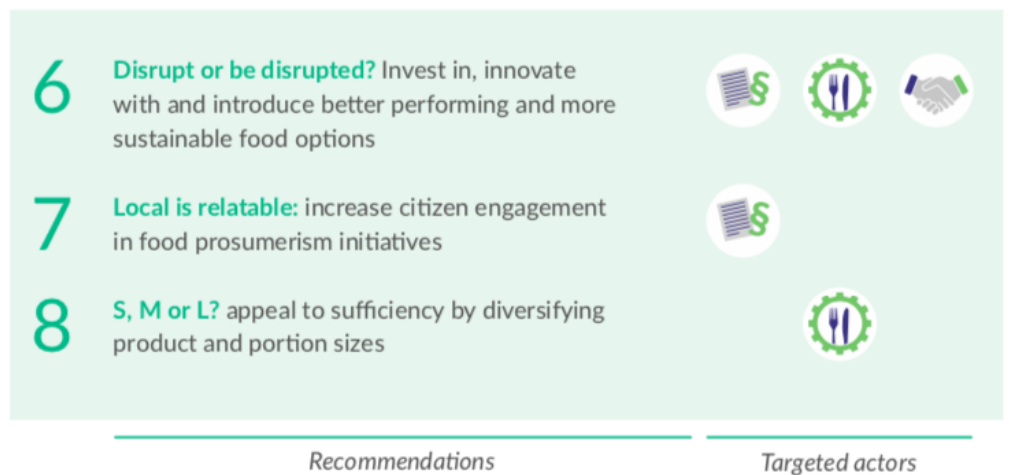 6
Disrupt or be disrupted? Invest in, innovate
with and introduce better performing and more
sustainable food options
§
7
Local is relatable: increase citizen engagement
in food prosumerism initiatives
§
8
S, M or L? appeal to sufficiency by diversifying
product and portion sizes
Recommendations
Targeted actors